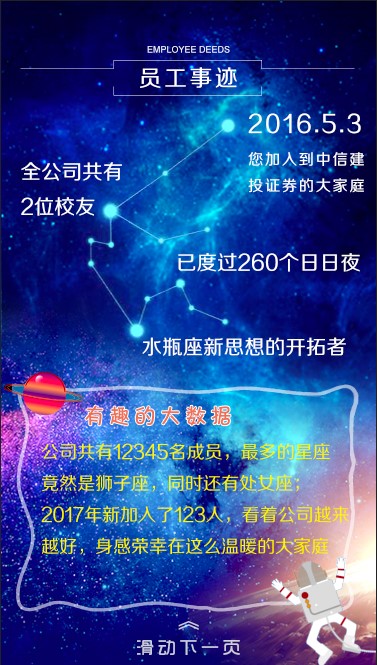 EMPLOYEE DEEDS
员工事迹
2016.5.3
您加入到中信建
投证券的大家庭
全公司共有
2位校友
已度过260个日日夜
水瓶座新思想的开拓者
有趣的大数据
公司共有12345名成员，最多的星座
竟然是狮子座，同时还有处女座；
2017年新加入了123人，看着公司越来
越好，身感荣幸在这么温暖的大家庭
滑动下一页